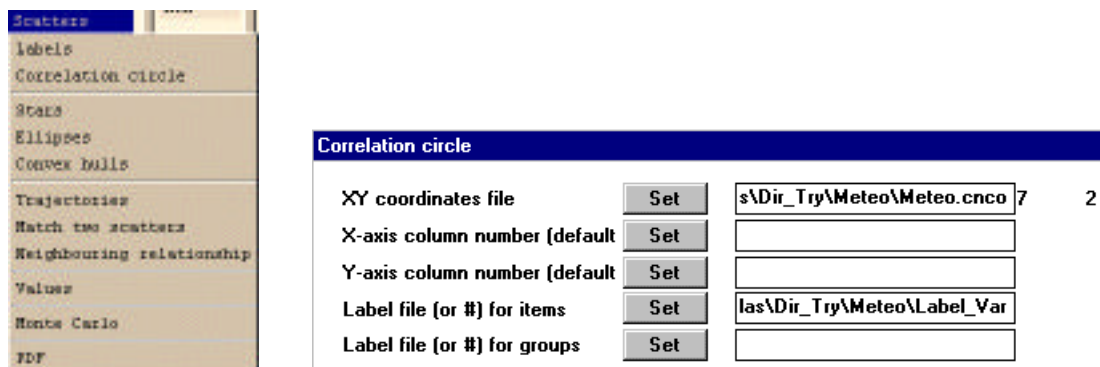 Scatters
Labels
Correlation circle
Stars
Ellipses
Convex hulls
Trajectories
Match two scatters
Neighbouring relationship
Values
Monte Carlo
PDF
Correlation circle
XY coordinates file Set s\Dir_Try\Meteo\Meteo.cnco 7 2
X-axis column number (default Set
Y-axis column number (default Set
Label file (or #) for items Set las\Dir_Try\Meteo\Label_Var
Label file (or #) for groups Set